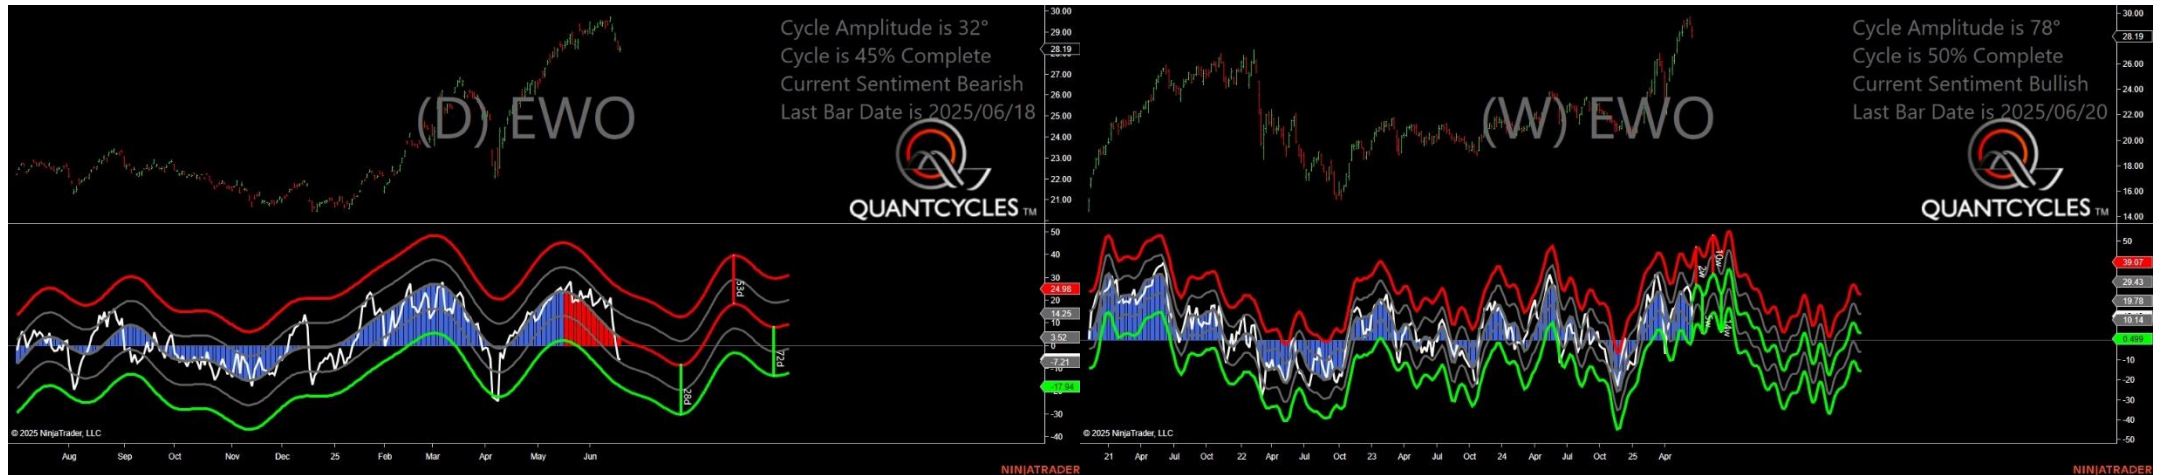 Cycle Amplitude is 32°
Cycle is 45% Complete
Current Sentiment Bearish
Last Bar Date is 2025/06/18
(D) EWO
QUANTCYCLES TM
30.00
29.00
28.19
27.00
26.00
25.00
24.00
23.00
22.00
21.00
50
40
30
24.98
20
14.25
10
3.52
0
-7.21
-17.94
-30
-40
53d
28d
72d
© 2025 NinjaTrader, LLC
Aug Sep Oct Nov Dec 25 Feb Mar Apr May Jun
NINJATRADER
Cycle Amplitude is 78°
Cycle is 50% Complete
Current Sentiment Bullish
Last Bar Date is 2025/06/20
(W) EWO
QUANTCYCLES TM
30.00
28.19
26.00
24.00
22.00
20.00
18.00
16.00
14.00
50
39.07
29.43
19.78
10.14
0.499
-10
-20
-30
-40
-50
2w
10w
14w
© 2025 NinjaTrader, LLC
21 Apr Jul Oct 22 Apr Jul Oct 23 Apr Jul Oct 24 Apr Jul Oct 25 Apr
NINJATRADER